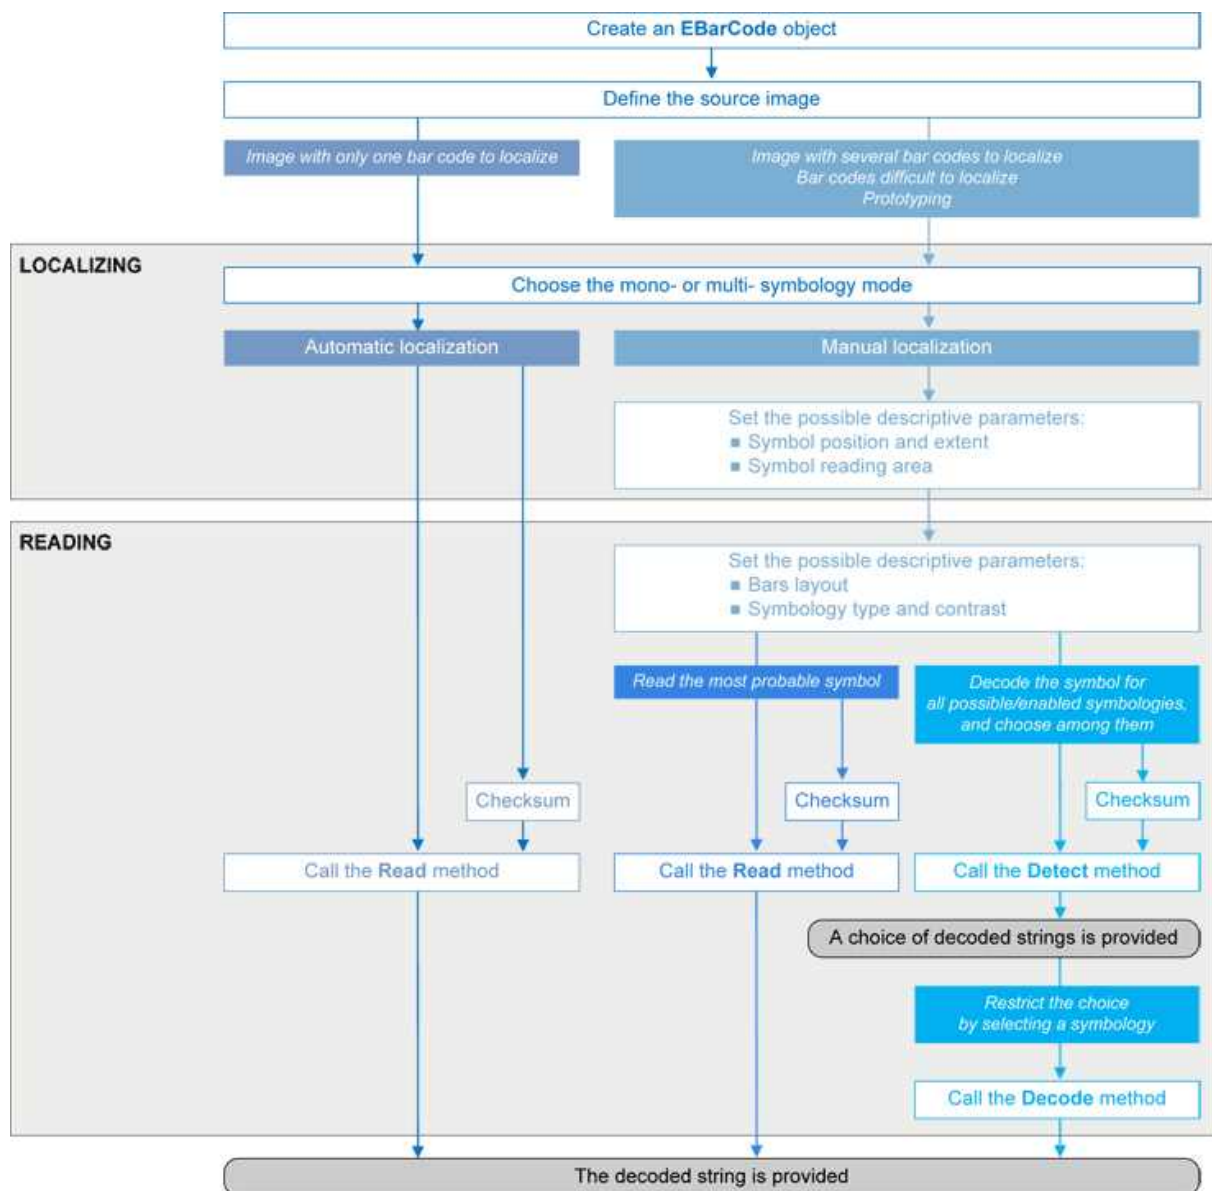 Create an EBarCode object
Define the source image
Image with only one bar code to localize
Image with several bar codes to localize
Bar codes difficult to localize
Prototyping
LOCALIZING
Choose the mono- or multi- symbology mode
Automatic localization
Manual localization
Set the possible descriptive parameters:
■ Symbol position and extent
■ Symbol reading area
READING
Set the possible descriptive parameters:
■ Bars layout
■ Symbology type and contrast
Read the most probable symbol
Decode the symbol for
all possible/enabled symbologies,
and choose among them
Checksum
Checksum
Checksum
Call the Read method
Call the Read method
Call the Detect method
A choice of decoded strings is provided
Restrict the choice
by selecting a symbology
Call the Decode method
The decoded string is provided